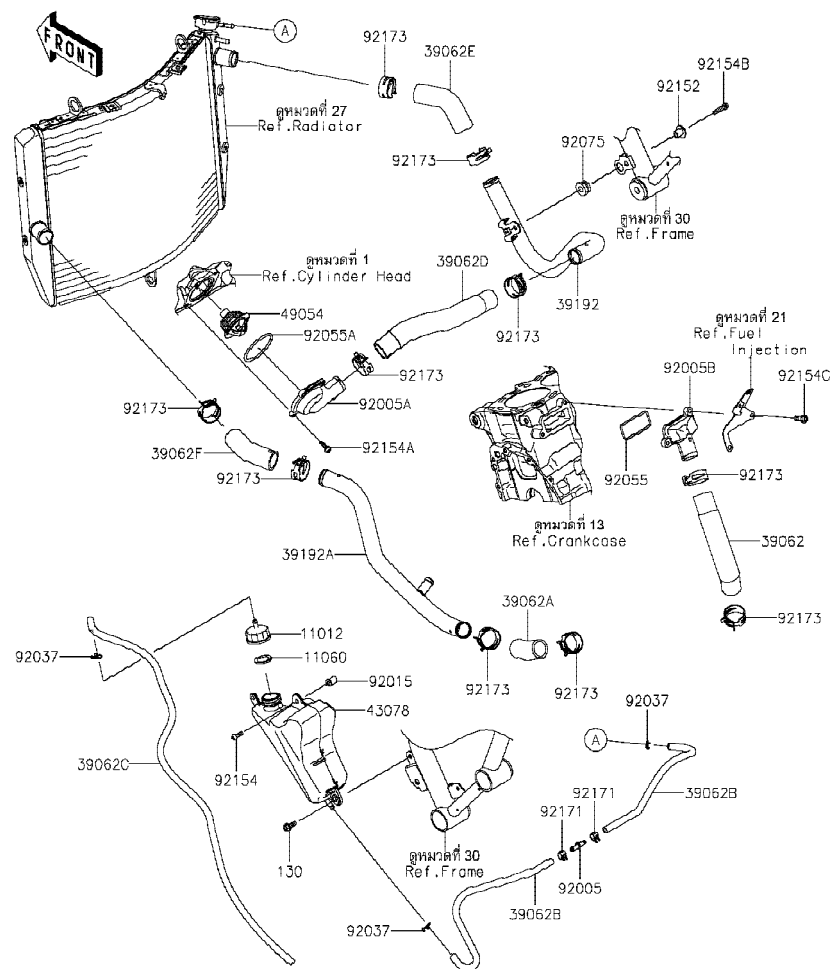 FRONT
A
92173
39062E
92154B
92152
92075
92173
ดูหมวดที่ 27
Ref.Radiator
ดูหมวดที่ 30
Ref.Frame
ดูหมวดที่ 1
Ref.Cylinder Head
39062D
39192
49054
92173
92055A
ดูหมวดที่ 21
Ref.Fuel
Injection
92005B
92154C
92173
92005A
92173
92154A
39062F
92173
92055
92173
ดูหมวดที่ 13
Ref.Crankcase
39062
39192A
39062A
92173
11012
11060
92037
92015
92173
92173
43078
92037
A
39062C
92154
39062B
92171
92171
130
ดูหมวดที่ 30
Ref.Frame
92005
39062B
92037